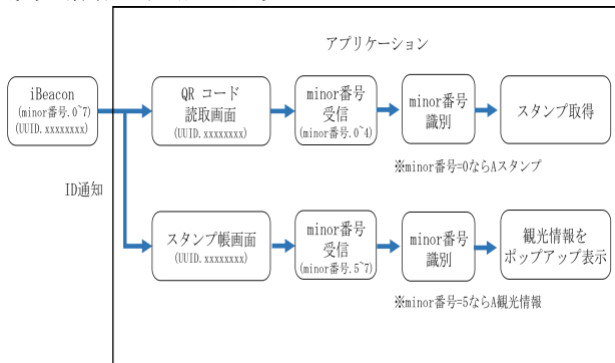 アプリケーション
iBeacon
(minor番号.0~7)
(UUID.xxxxxxxx)
QR コード
読取画面
(UUID.xxxxxxxx)
minor番号
受信
(minor番号.0~4)
minor番号
識別
スタンプ取得
※minor番号=0ならAスタンプ
ID通知
スタンプ帳画面
(UUID.xxxxxxxx)
minor番号
受信
(minor番号.5~7)
minor番号
識別
観光情報を
ポップアップ表示
※minor番号=5ならA観光情報